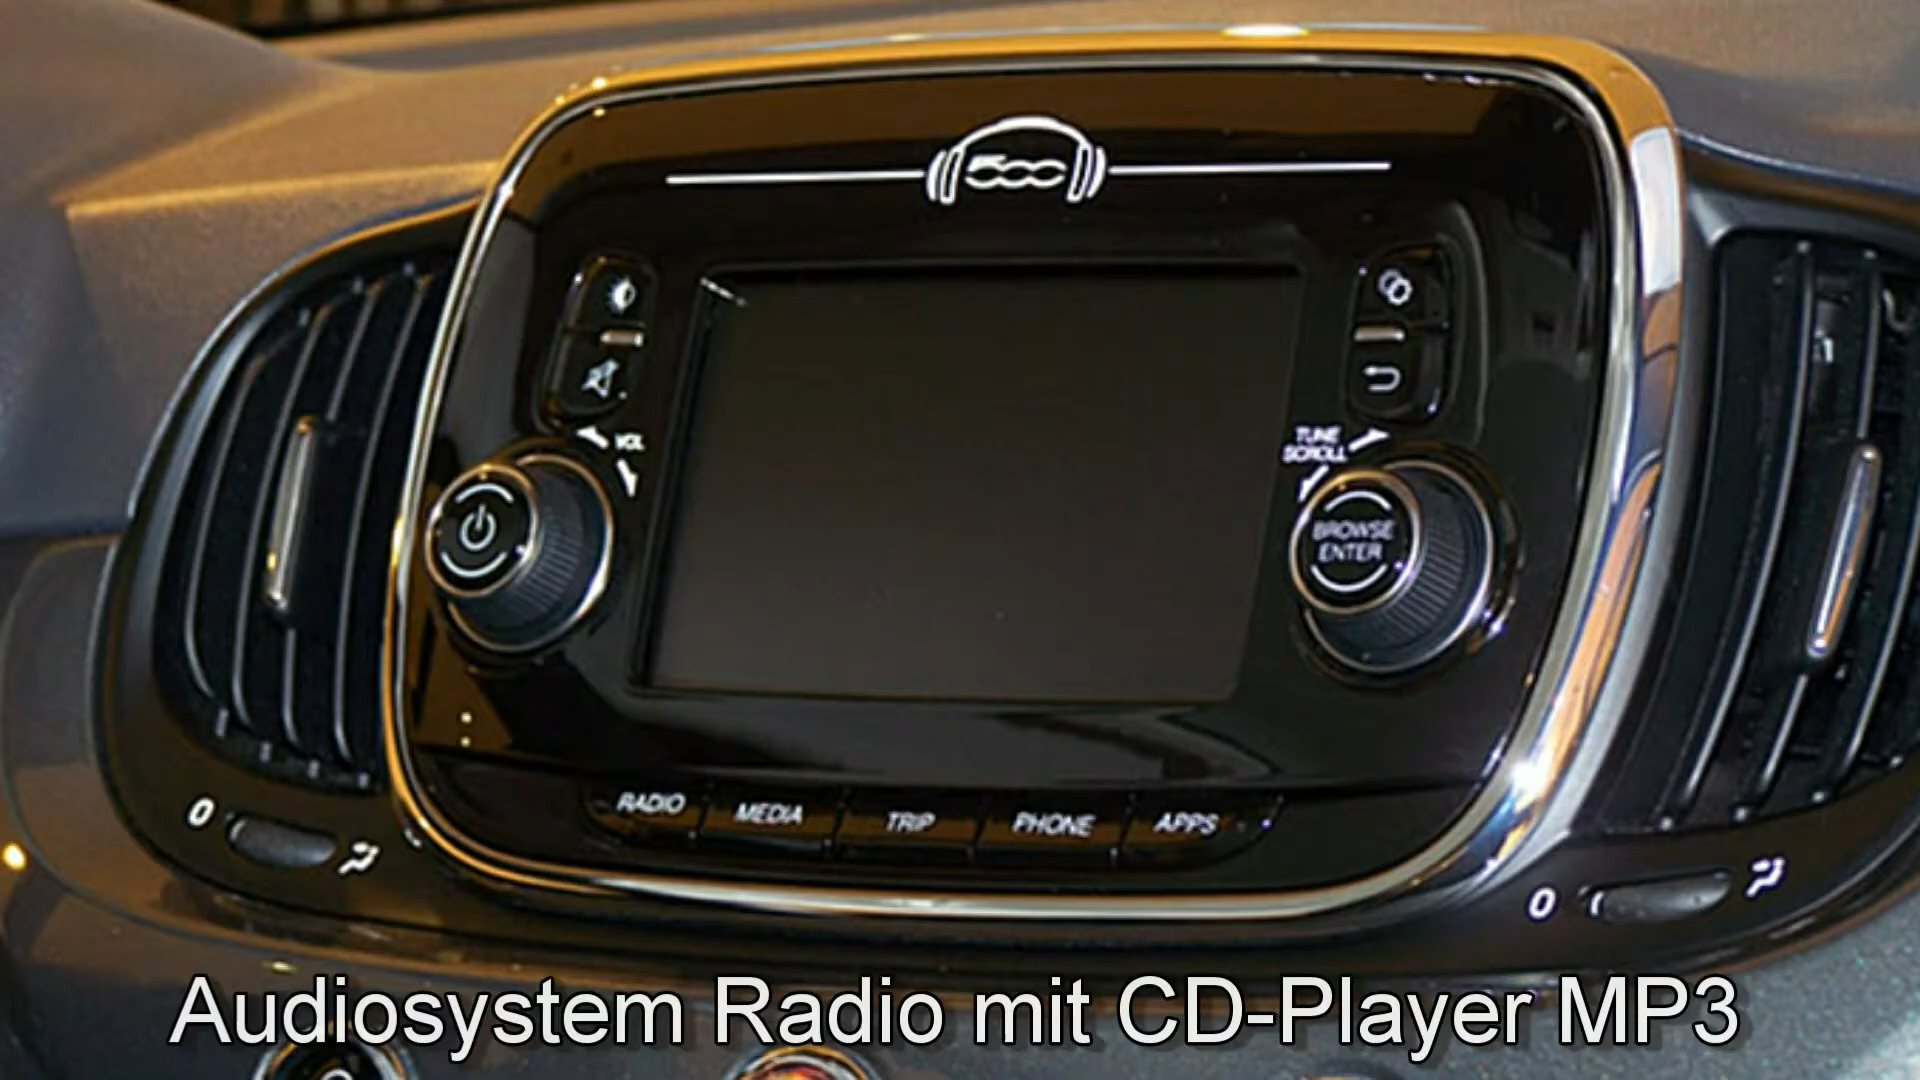 500
VOL
TUNE
SCROLL
BROWSE
ENTER
RADIO
MEDIA
TRIP
PHONE
APPS
0
0
Audiosystem Radio mit CD-Player MP3